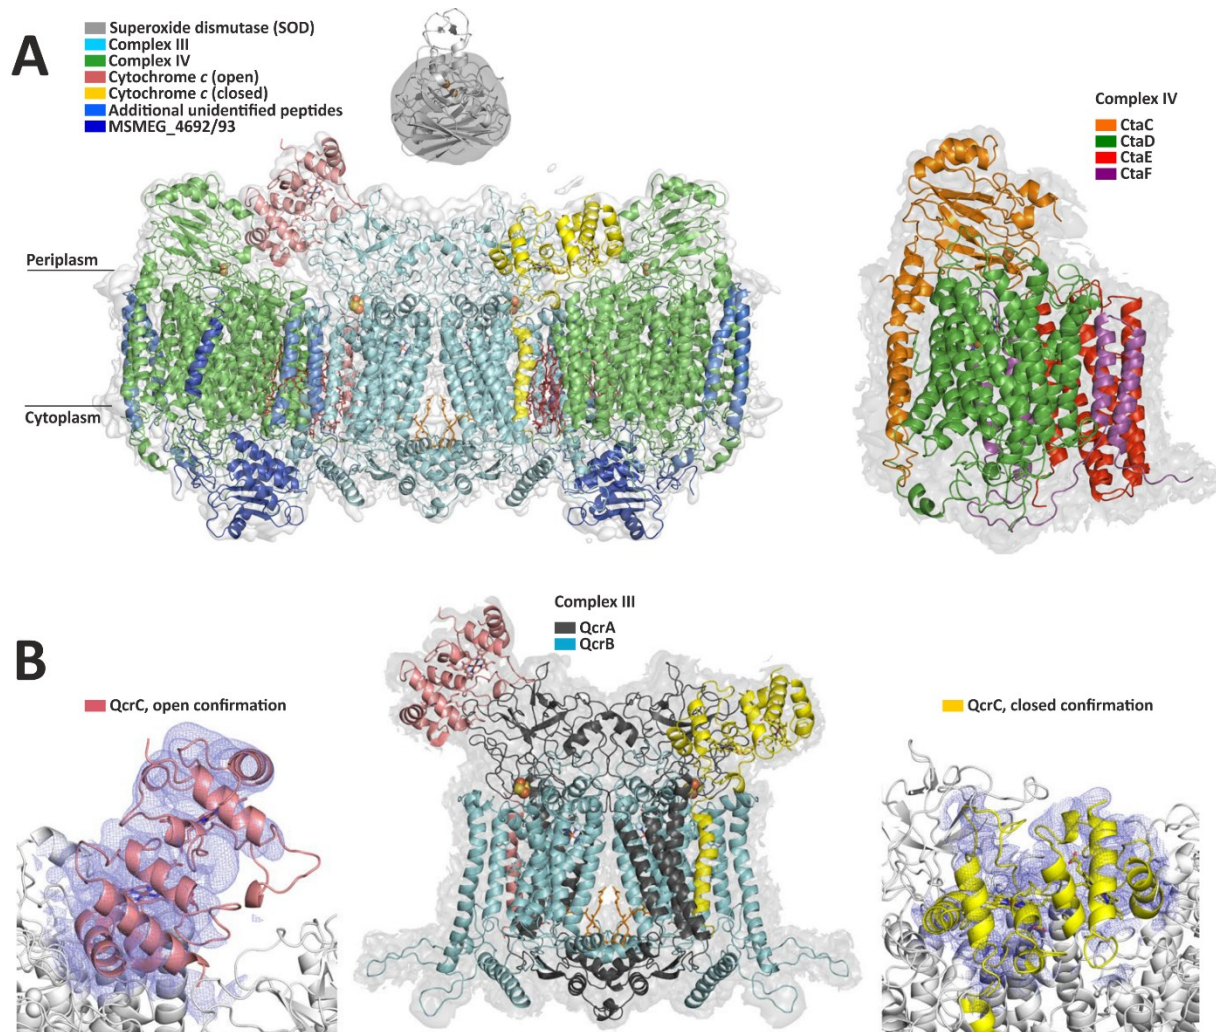 A
Superoxide dismutase (SOD)
Complex III
Complex IV
Cytochrome c (open)
Cytochrome c (closed)
Additional unidentified peptides
MSMEG_4692/93
Periplasm
Cytoplasm
Complex IV
CtaC
CtaD
CtaE
CtaF
B
QcrC, open confirmation
Complex III
QcrA
QcrB
QcrC, closed confirmation